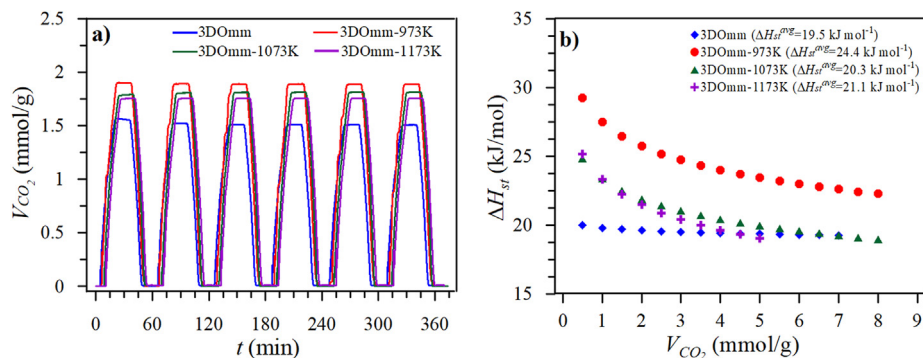 a)
3DOmm
3DOmm-973K
3DOmm-1073K
3DOmm-1173K
2.5
2
1.5
1
0.5
0
V_CO2 (mmol/g)
0 60 120 180 240 300 360
t (min)
b)
3DOmm (ΔH_st^avg=19.5 kJ mol⁻¹)
3DOmm-973K (ΔH_st^avg=24.4 kJ mol⁻¹)
3DOmm-1073K (ΔH_st^avg=20.3 kJ mol⁻¹)
3DOmm-1173K (ΔH_st^avg=21.1 kJ mol⁻¹)
35
30
25
20
15
ΔH_st (kJ/mol)
0 1 2 3 4 5 6 7 8 9
V_CO2 mmol/g